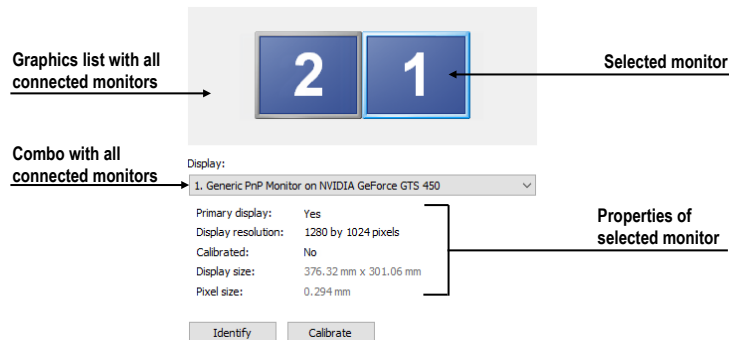 Graphics list with all
connected monitors
2
1
Selected monitor
Combo with all
connected monitors
Display:
1. Generic PnP Monitor on NVIDIA GeForce GTS 450
Primary display: Yes
Display resolution: 1280 by 1024 pixels
Calibrated: No
Display size: 376.32 mm x 301.06 mm
Pixel size: 0.294 mm
Properties of
selected monitor
Identify
Calibrate